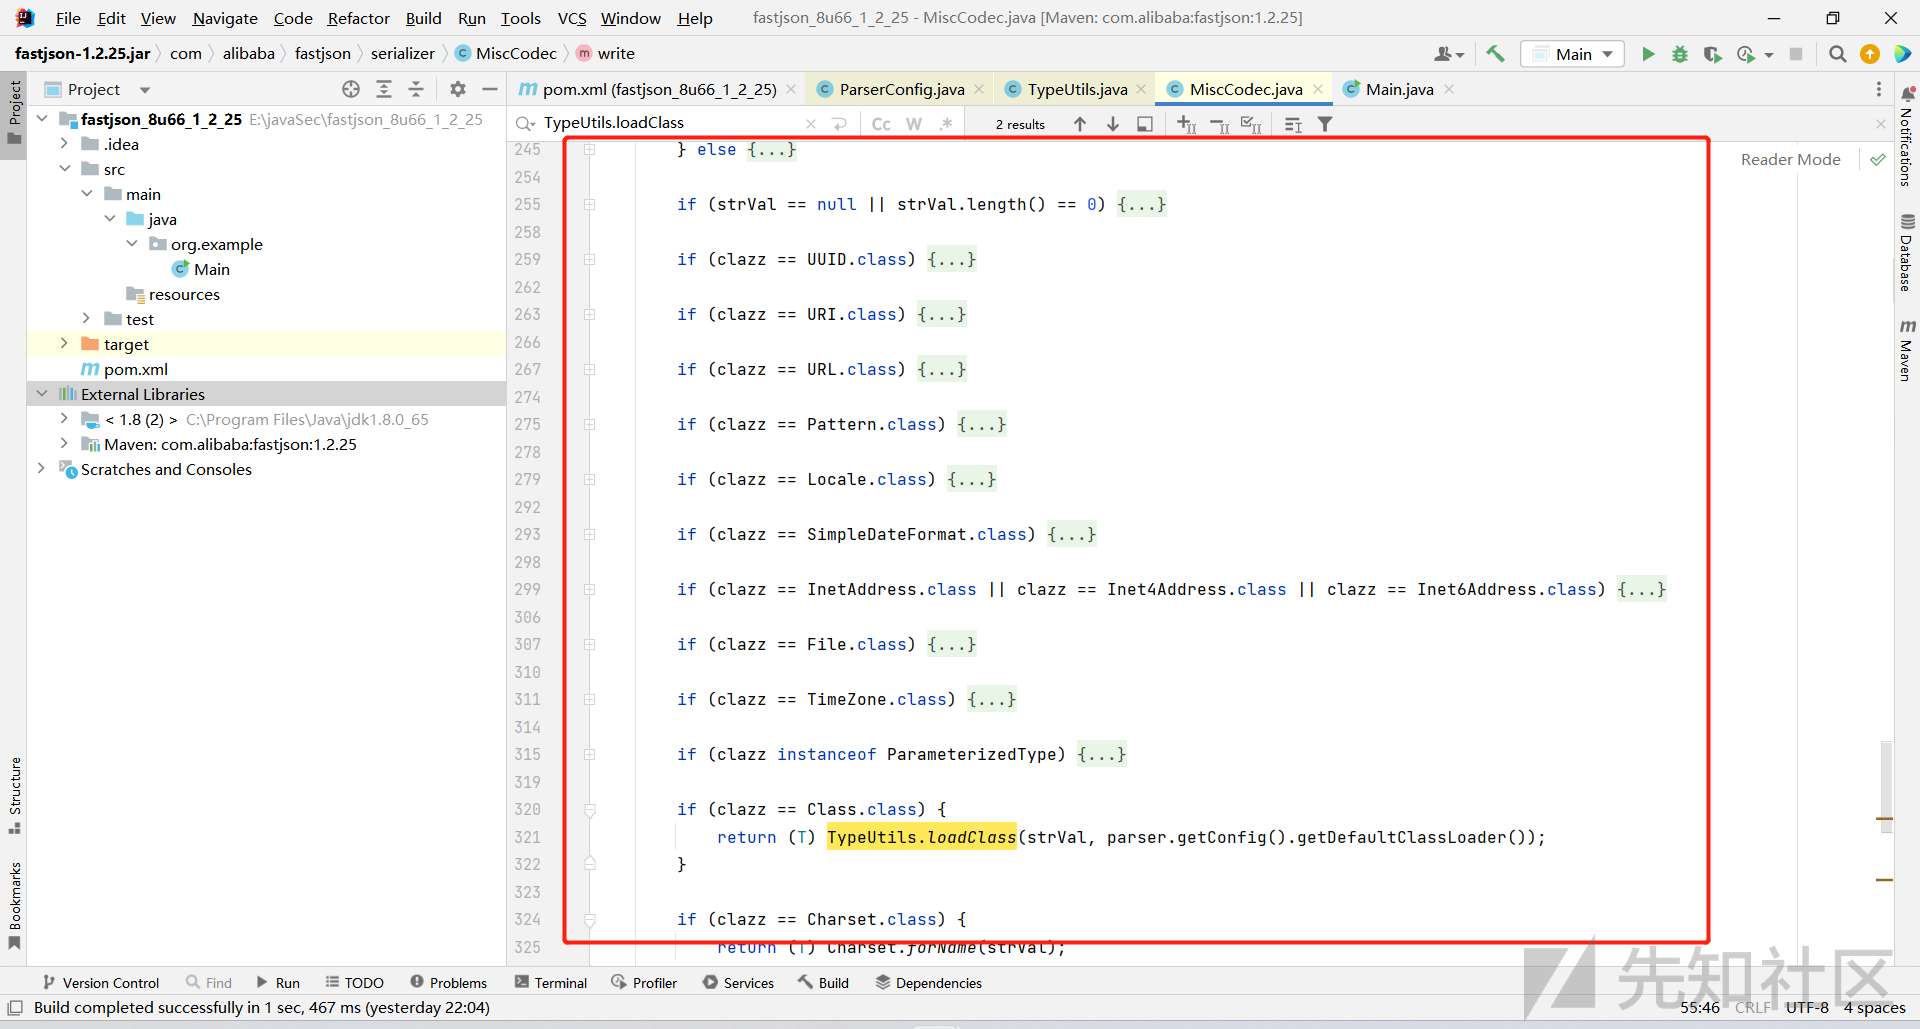 File Edit View Navigate Code Refactor Build Run Tools VCS Window Help fastjson_8u66_1_2_25 - MiscCodec.java [Maven: com.alibaba:fastjson:1.2.25]
fastjson-1.2.25.jar com alibaba fastjson serializer MiscCodec write Main
Project
pom.xml (fastjson_8u66_1_2_25) ParserConfig.java TypeUtils.java MiscCodec.java Main.java
TypeUtils.loadClass Cc W .* 2 results
Reader Mode
Project
fastjson_8u66_1_2_25 E:\javaSec\fastjson_8u66_1_2_25
.idea
src
main
java
org.example
Main
resources
test
target
pom.xml
External Libraries
< 1.8 (2) > C:\Program Files\Java\jdk1.8.0_65
Maven: com.alibaba:fastjson:1.2.25
Scratches and Consoles
Structure
Bookmarks
245 } else {...}
254
255 if (strVal == null || strVal.length() == 0) {...}
258
259 if (clazz == UUID.class) {...}
262
263 if (clazz == URI.class) {...}
266
267 if (clazz == URL.class) {...}
274
275 if (clazz == Pattern.class) {...}
278
279 if (clazz == Locale.class) {...}
292
293 if (clazz == SimpleDateFormat.class) {...}
298
299 if (clazz == InetAddress.class || clazz == Inet4Address.class || clazz == Inet6Address.class) {...}
306
307 if (clazz == File.class) {...}
310
311 if (clazz == TimeZone.class) {...}
314
315 if (clazz instanceof ParameterizedType) {...}
319
320 if (clazz == Class.class) {
321 return (T) TypeUtils.loadClass(strVal, parser.getConfig().getDefaultClassLoader());
322 }
323
324 if (clazz == Charset.class) {
325 return (T) Charset.forName(strVal);
Notifications
Database
Maven
Version Control Find Run TODO Problems Terminal Profiler Services Build Dependencies
Build completed successfully in 1 sec, 467 ms (yesterday 22:04) 55:46 CRLF UTF-8 4 spaces
先知社区